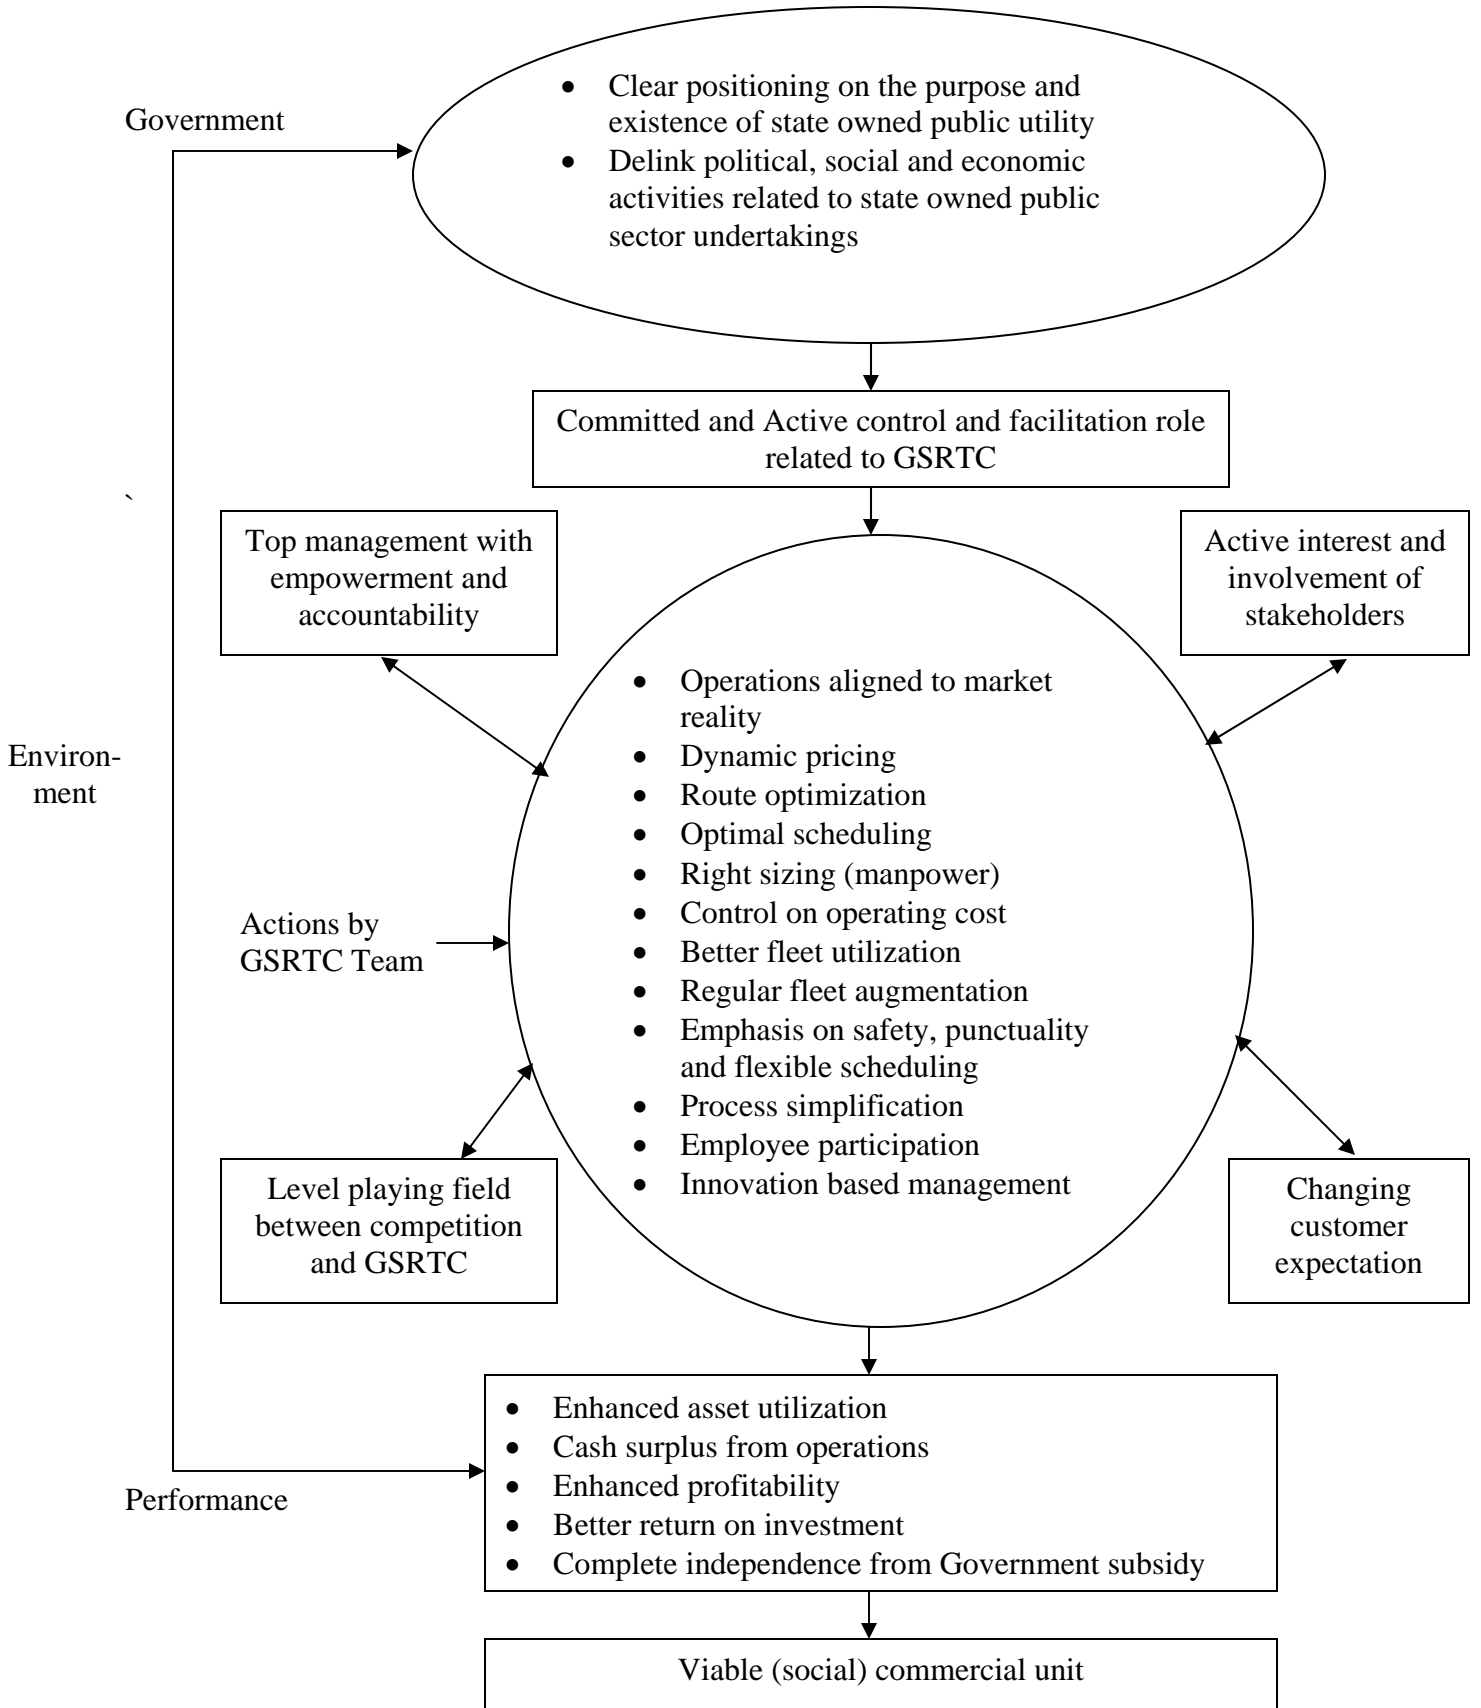 Government
• Clear positioning on the purpose and
existence of state owned public utility
• Delink political, social and economic
activities related to state owned public
sector undertakings
Committed and Active control and facilitation role
related to GSRTC
`
Top management with
empowerment and
accountability
Active interest and
involvement of
stakeholders
Environ-
ment
• Operations aligned to market
reality
• Dynamic pricing
• Route optimization
• Optimal scheduling
• Right sizing (manpower)
• Control on operating cost
• Better fleet utilization
• Regular fleet augmentation
• Emphasis on safety, punctuality
and flexible scheduling
• Process simplification
• Employee participation
• Innovation based management
Actions by
GSRTC Team
Level playing field
between competition
and GSRTC
Changing
customer
expectation
• Enhanced asset utilization
• Cash surplus from operations
• Enhanced profitability
• Better return on investment
• Complete independence from Government subsidy
Performance
Viable (social) commercial unit